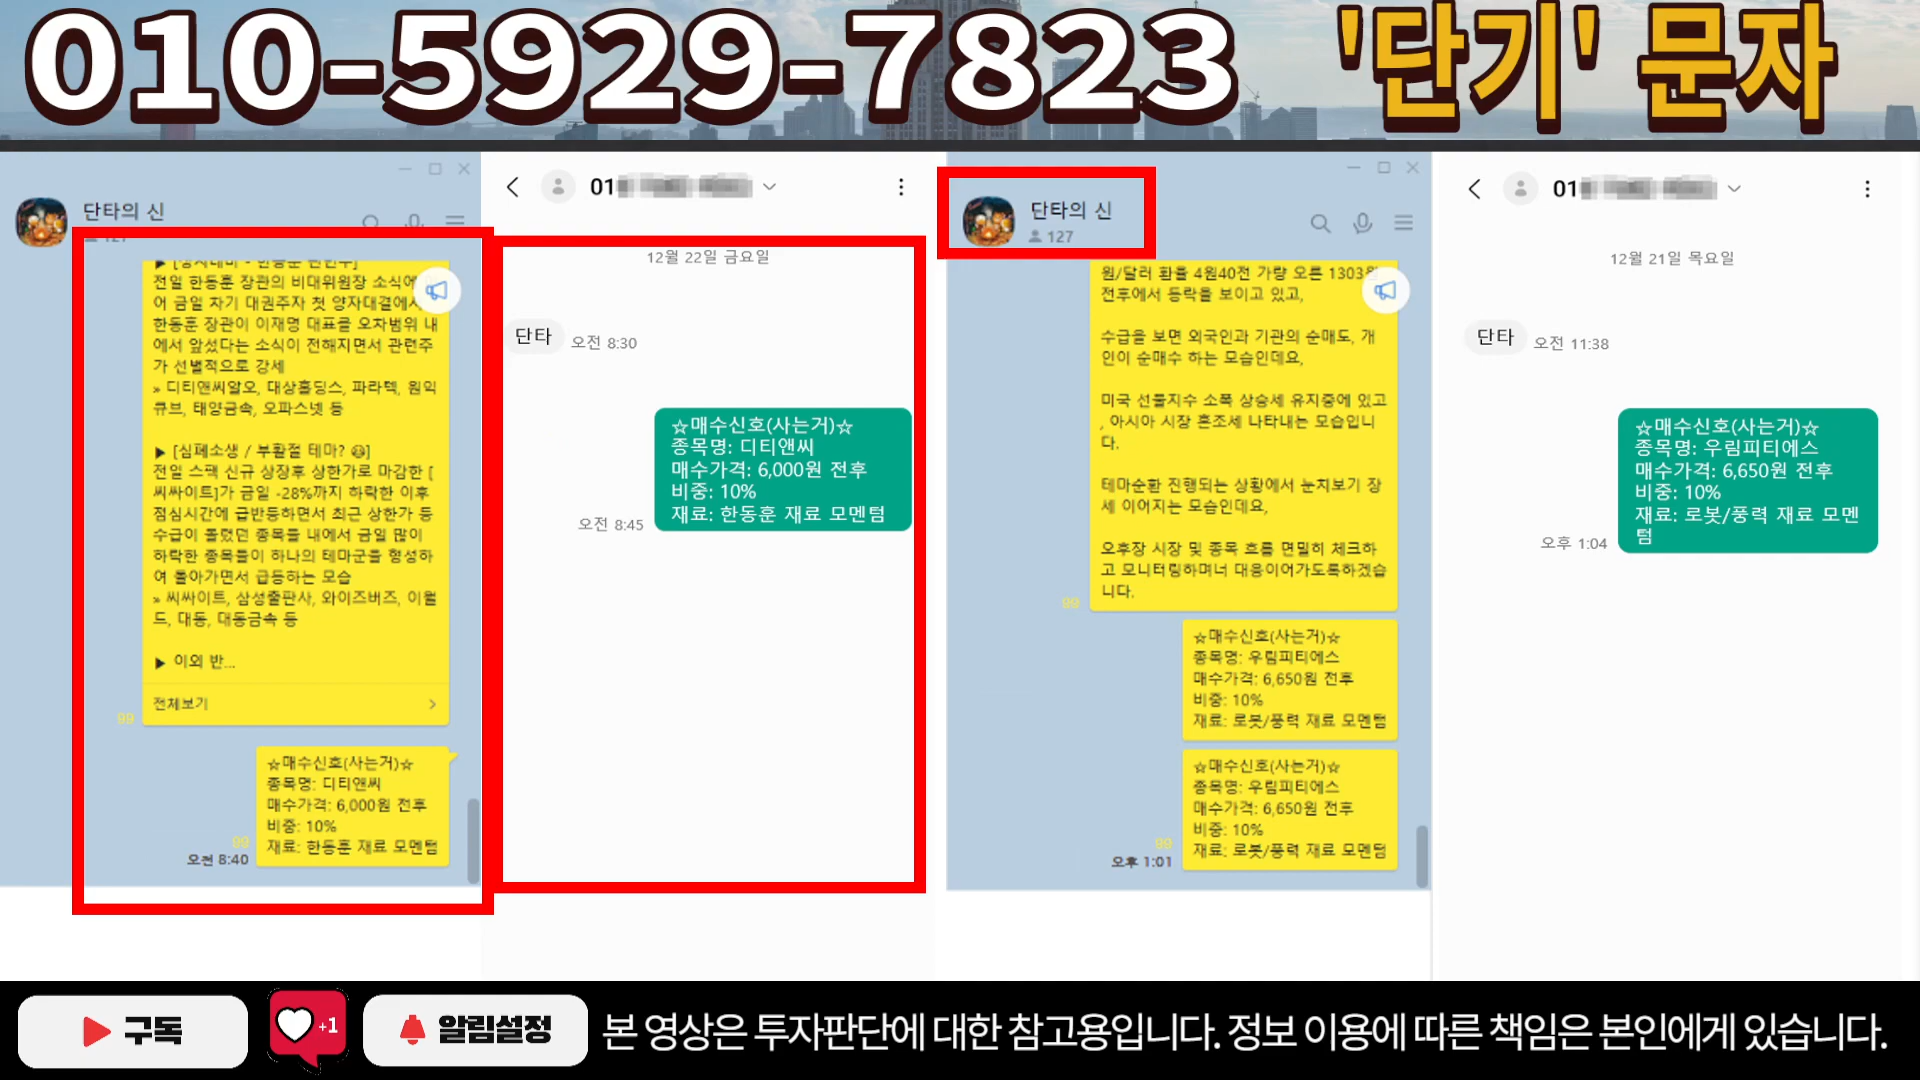 010-5929-7823 '단기' 문자
단타의 신
127
전일 한동훈 장관의 비대위원장 소식에
어 금일 차기 대권주자 첫 양자대결에서
한동훈 장관이 이재명 대표를 오차범위 내
에서 앞섰다는 소식이 전해지면서 관련주
가 선별적으로 강세
» 디티앤씨알오, 대상홀딩스, 파라텍, 원익
큐브, 태양금속, 오파스넷 등
▶ [심폐소생 / 부활절 테마? 😂]
전일 스팩 신규 상장후 상한가로 마감한 [
씨싸이트]가 금일 -28%까지 하락한 이후
점심시간에 급반등하면서 최근 상한가 등
수급이 몰렸던 종목들 내에서 금일 많이
하락한 종목들이 하나의 테마군을 형성하
여 돌아가면서 급등하는 모습
» 씨싸이트, 삼성출판사, 와이즈버즈, 이월
드, 대동, 대동금속 등
▶ 이외 반...
전체보기
99
☆매수신호(사는거)☆
종목명: 디티앤씨
매수가격: 6,000원 전후
비중: 10%
재료: 한동훈 재료 모멘텀
99
오전 8:40
01
12월 22일 금요일
단타
오전 8:30
☆매수신호(사는거)☆
종목명: 디티앤씨
매수가격: 6,000원 전후
비중: 10%
재료: 한동훈 재료 모멘텀
오전 8:45
단타의 신
127
원/달러 환율 4원40전 가량 오른 1303원
전후에서 등락을 보이고 있고,
수급을 보면 외국인과 기관의 순매도, 개
인이 순매수 하는 모습인데요,
미국 선물지수 소폭 상승세 유지중에 있고
, 아시아 시장 혼조세 나타내는 모습입니
다.
테마순환 진행되는 상황에서 눈치보기 장
세 이어지는 모습인데요,
오후장 시장 및 종목 흐름 면밀히 체크하
고 모니터링하며너 대응이어가도록하겠습
니다.
99
☆매수신호(사는거)☆
종목명: 우림피티에스
매수가격: 6,650원 전후
비중: 10%
재료: 로봇/풍력 재료 모멘텀
☆매수신호(사는거)☆
종목명: 우림피티에스
매수가격: 6,650원 전후
비중: 10%
재료: 로봇/풍력 재료 모멘텀
99
오후 1:01
01
12월 21일 목요일
단타
오전 11:38
☆매수신호(사는거)☆
종목명: 우림피티에스
매수가격: 6,650원 전후
비중: 10%
재료: 로봇/풍력 재료 모멘
텀
오후 1:04
구독
+1
알림설정
본 영상은 투자판단에 대한 참고용입니다. 정보 이용에 따른 책임은 본인에게 있습니다.